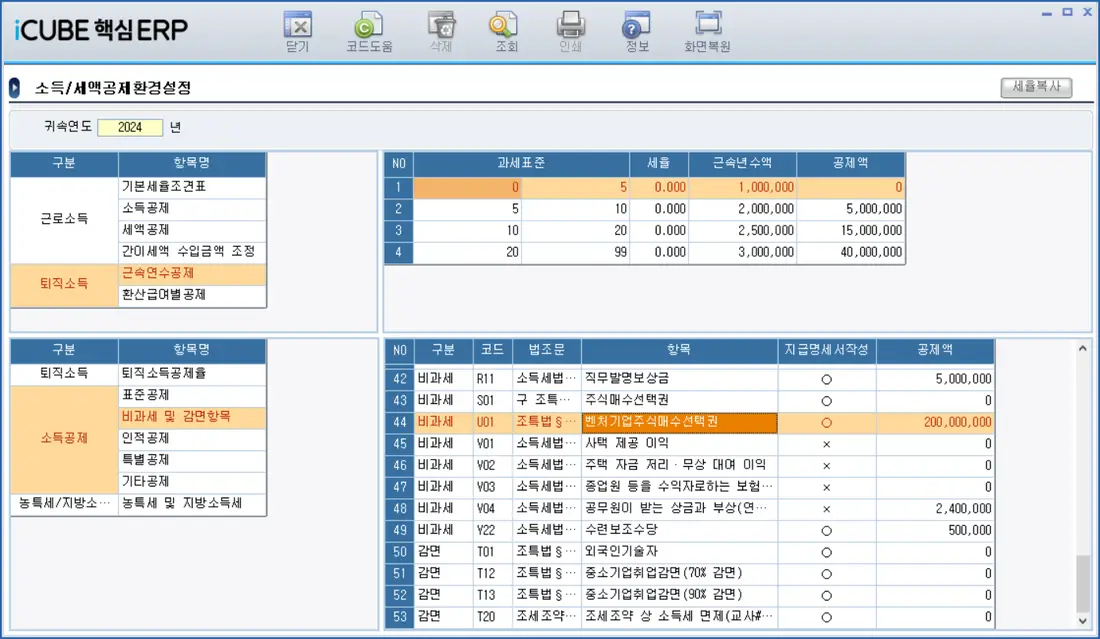 iCUBE 핵심ERP
닫기 코드도움 삭제 조회 인쇄 정보 화면복원
소득/세액공제환경설정 세율복사
귀속연도 2024 년
구분 항목명
근로소득 기본세율조견표
소득공제
세액공제
간이세액 수입금액 조정
퇴직소득 근속연수공제
환산급여별공제
NO 과세표준 세율 근속년수액 공제액
1 0 5 0.000 1,000,000 0
2 5 10 0.000 2,000,000 5,000,000
3 10 20 0.000 2,500,000 15,000,000
4 20 99 0.000 3,000,000 40,000,000
구분 항목명
퇴직소득 퇴직소득공제율
소득공제 표준공제
비과세 및 감면항목
인적공제
특별공제
기타공제
농특세/지방소… 농특세 및 지방소득세
NO 구분 코드 법조문 항목 지급명세서작성 공제액
42 비과세 R11 소득세법… 직무발명보상금 ○ 5,000,000
43 비과세 S01 구 조특… 주식매수선택권 ○ 0
44 비과세 U01 조특법§… 벤처기업주식매수선택권 ○ 200,000,000
45 비과세 Y01 소득세법… 사택 제공 이익 × 0
46 비과세 Y02 소득세법… 주택 자금 저리·무상 대여 이익 × 0
47 비과세 Y03 소득세법… 종업원 등을 수익자로하는 보험… × 0
48 비과세 Y04 소득세법… 공무원이 받는 상금과 부상(연… × 2,400,000
49 비과세 Y22 소득세법… 수련보조수당 ○ 500,000
50 감면 T01 조특법§… 외국인기술자 ○ 0
51 감면 T12 조특법§… 중소기업취업감면(70% 감면) ○ 0
52 감면 T13 조특법§… 중소기업취업감면(90% 감면) ○ 0
53 감면 T20 조세조약… 조세조약 상 소득세 면제(교사#… ○ 0